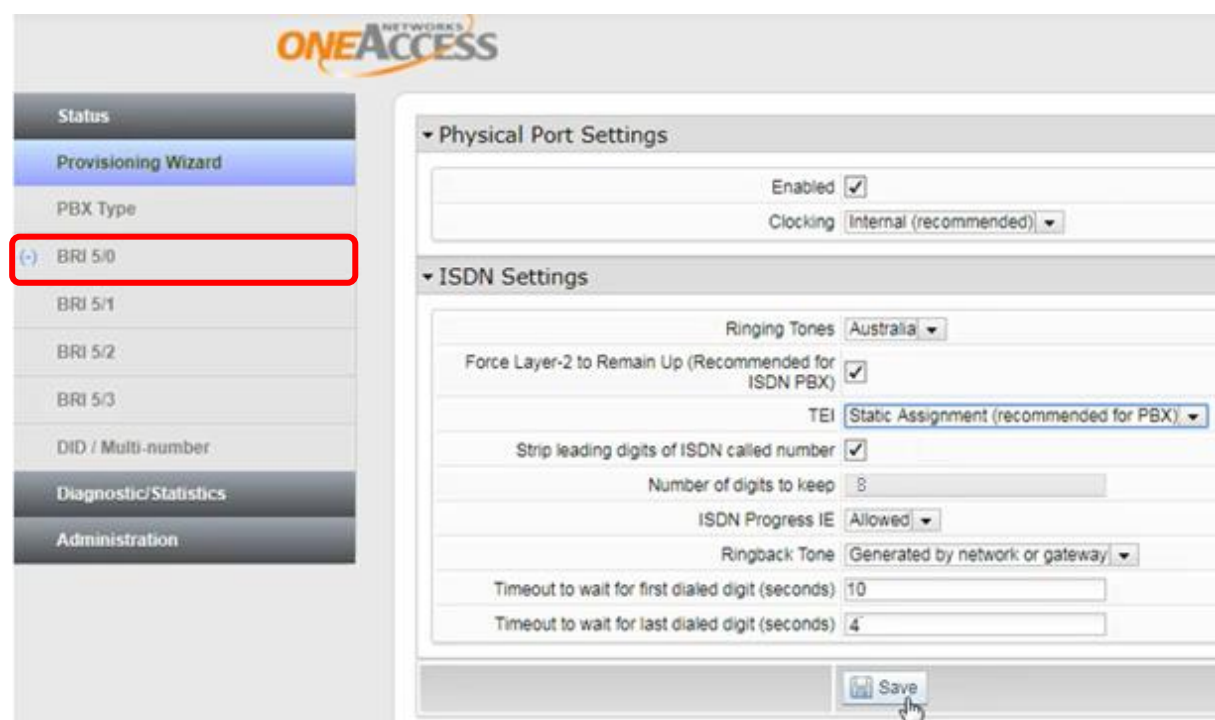 NETWORKS
ONEACCESS
Status
Provisioning Wizard
PBX Type
(-) BRI 5/0
BRI 5/1
BRI 5/2
BRI 5/3
DID / Multi-number
Diagnostic/Statistics
Administration
Physical Port Settings
Enabled
Clocking Internal (recommended)
ISDN Settings
Ringing Tones Australia
Force Layer-2 to Remain Up (Recommended for
ISDN PBX)
TEI Static Assignment (recommended for PBX)
Strip leading digits of ISDN called number
Number of digits to keep 8
ISDN Progress IE Allowed
Ringback Tone Generated by network or gateway
Timeout to wait for first dialed digit (seconds) 10
Timeout to wait for last dialed digit (seconds) 4
Save